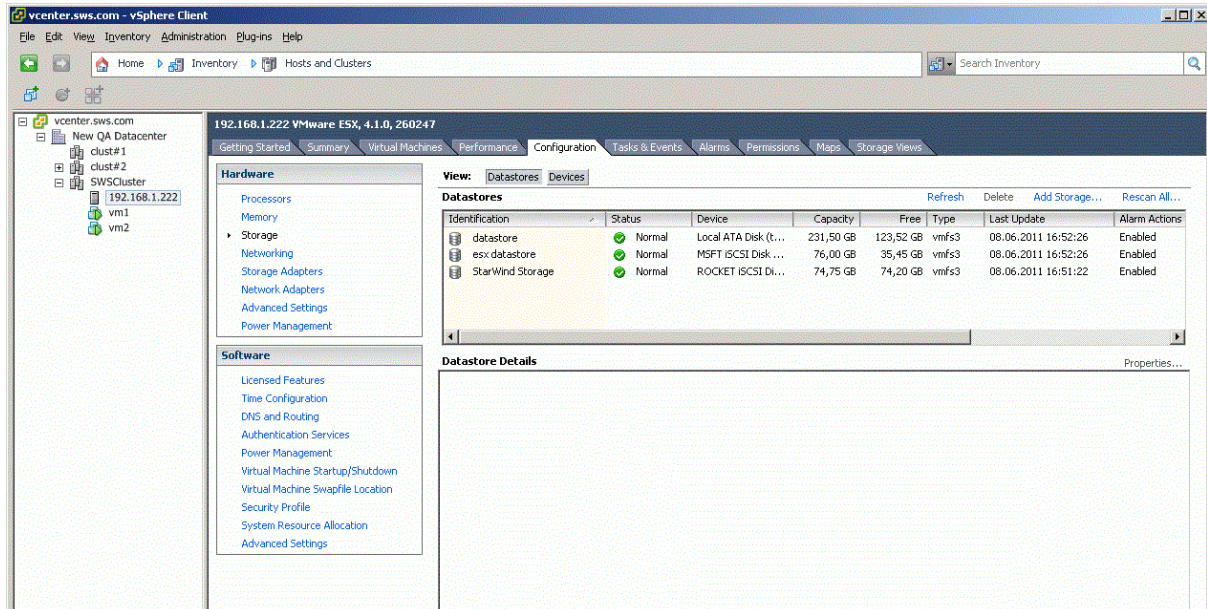 vcenter.sws.com - vSphere Client
File Edit View Inventory Administration Plug-ins Help
Home Inventory Hosts and Clusters Search Inventory
vcenter.sws.com
New QA Datacenter
clust#1
clust#2
SWSCluster
192.168.1.222
vm1
vm2
192.168.1.222 VMware ESX, 4.1.0, 260247
Getting Started Summary Virtual Machines Performance Configuration Tasks & Events Alarms Permissions Maps Storage Views
Hardware
Processors
Memory
Storage
Networking
Storage Adapters
Network Adapters
Advanced Settings
Power Management
Software
Licensed Features
Time Configuration
DNS and Routing
Authentication Services
Power Management
Virtual Machine Startup/Shutdown
Virtual Machine Swapfile Location
Security Profile
System Resource Allocation
Advanced Settings
View: Datastores Devices
Datastores Refresh Delete Add Storage... Rescan All...
Identification Status Device Capacity Free Type Last Update Alarm Actions
datastore Normal Local ATA Disk (t... 231,50 GB 123,52 GB vmfs3 08.06.2011 16:52:26 Enabled
esx datastore Normal MSFT iSCSI Disk ... 76,00 GB 35,45 GB vmfs3 08.06.2011 16:52:26 Enabled
StarWind Storage Normal ROCKET iSCSI Di... 74,75 GB 74,20 GB vmfs3 08.06.2011 16:51:22 Enabled
Datastore Details Properties...